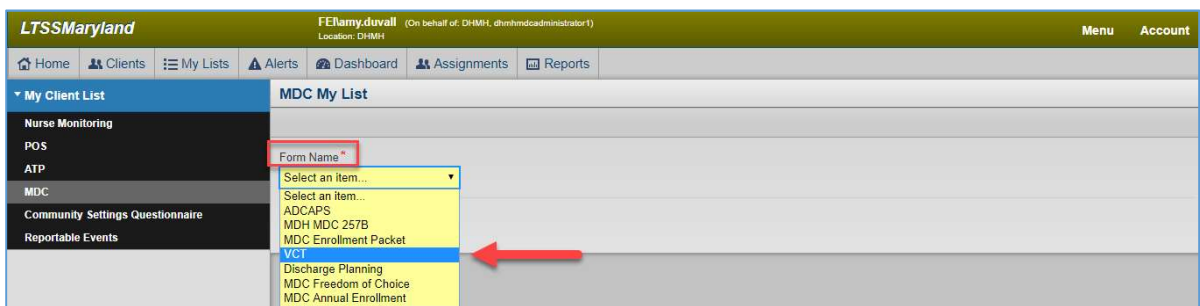 LTSSMaryland
FEI\amy.duvall (On behalf of: DHMH, dhmhmdcadministrator1)
Location: DHMH
Menu Account
Home Clients My Lists Alerts Dashboard Assignments Reports
My Client List
MDC My List
Nurse Monitoring
POS
ATP
MDC
Community Settings Questionnaire
Reportable Events
Form Name*
Select an item...
Select an item...
ADCAPS
MDH MDC 257B
MDC Enrollment Packet
VCT
Discharge Planning
MDC Freedom of Choice
MDC Annual Enrollment